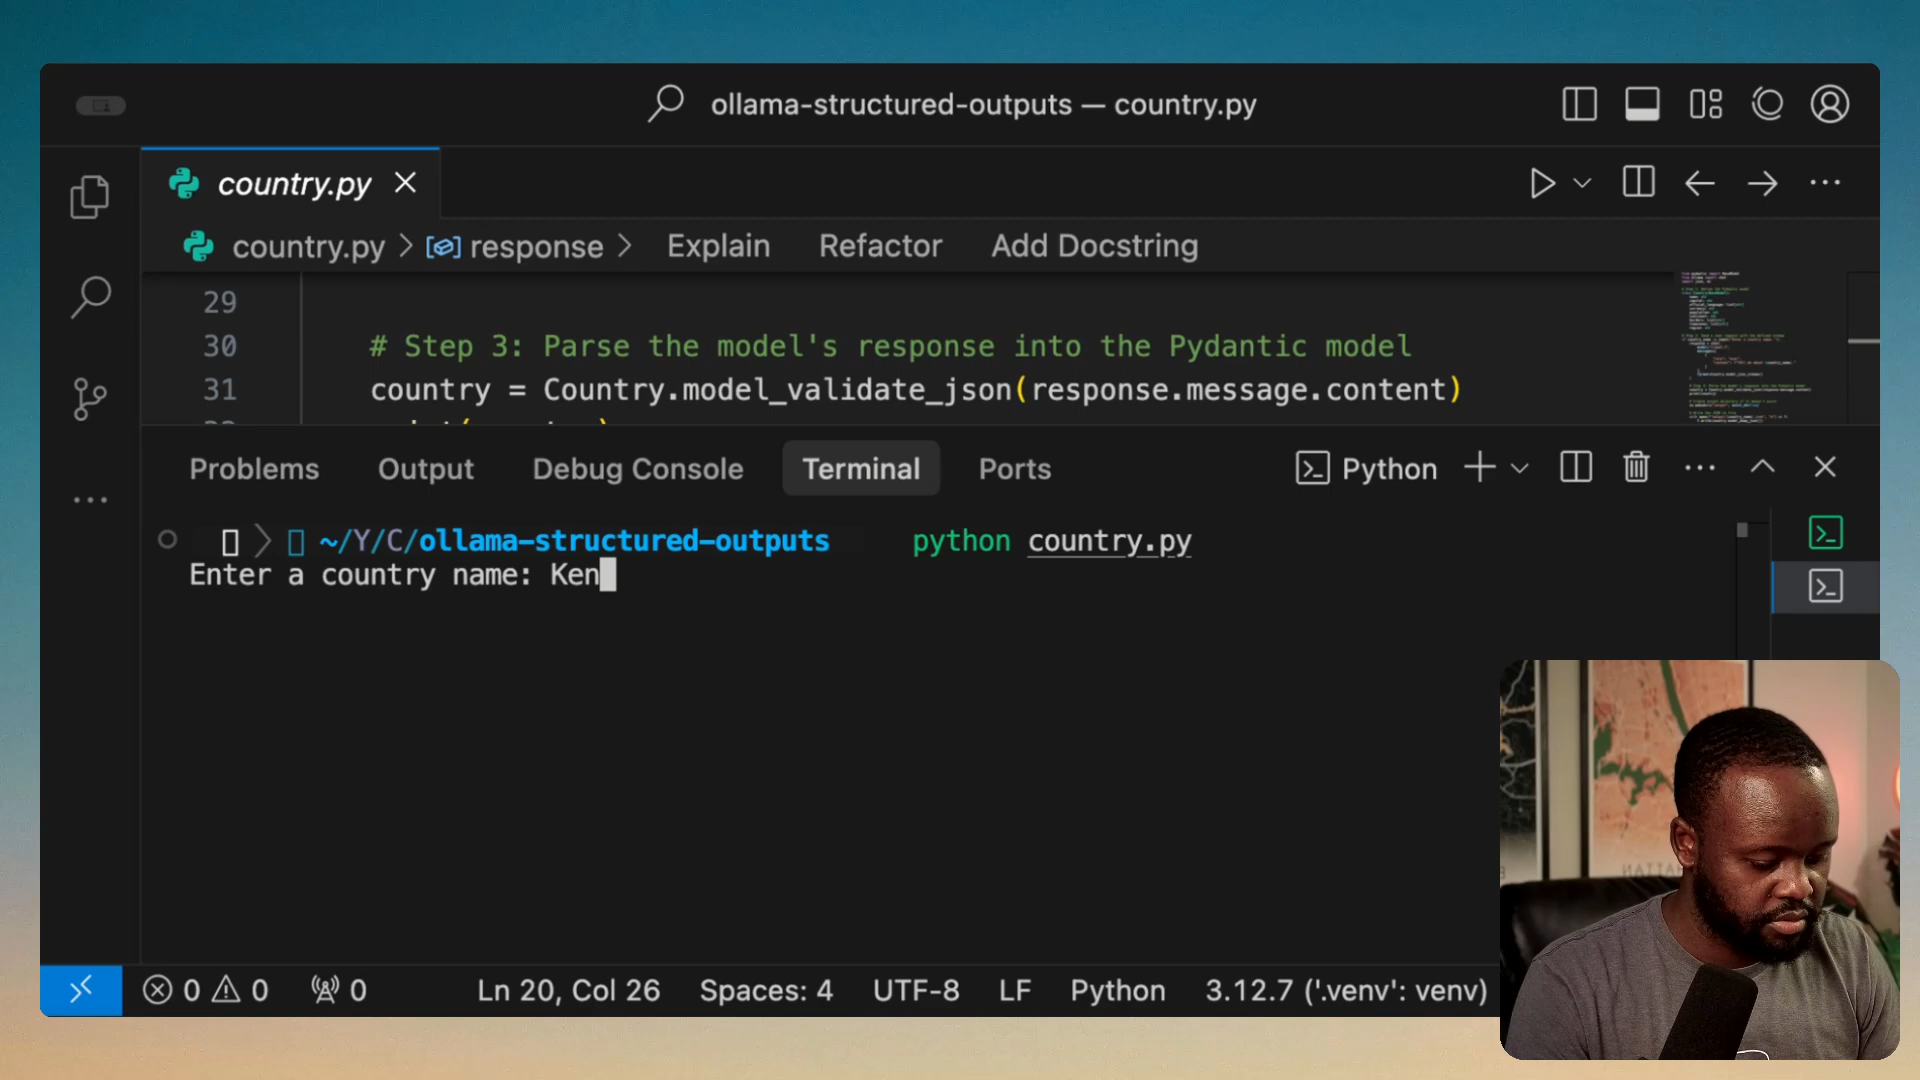 ollama-structured-outputs — country.py
country.py
country.py > response > Explain Refactor Add Docstring
29
30 # Step 3: Parse the model's response into the Pydantic model
31 country = Country.model_validate_json(response.message.content)
Problems Output Debug Console Terminal Ports Python
~/Y/C/ollama-structured-outputs python country.py
Enter a country name: Ken
0 0 0 Ln 20, Col 26 Spaces: 4 UTF-8 LF Python 3.12.7 ('.venv': venv)